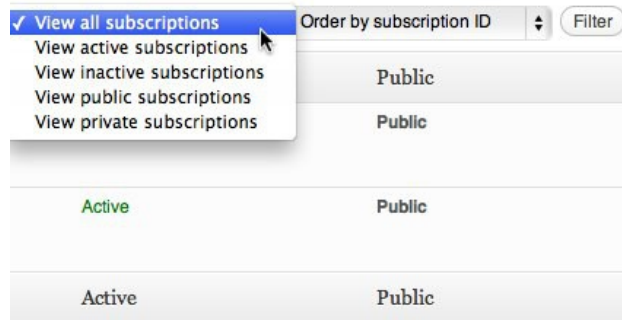 ✓ View all subscriptions
View active subscriptions
View inactive subscriptions
View public subscriptions
View private subscriptions
Order by subscription ID
Filter
Public
Public
Active Public
Active Public